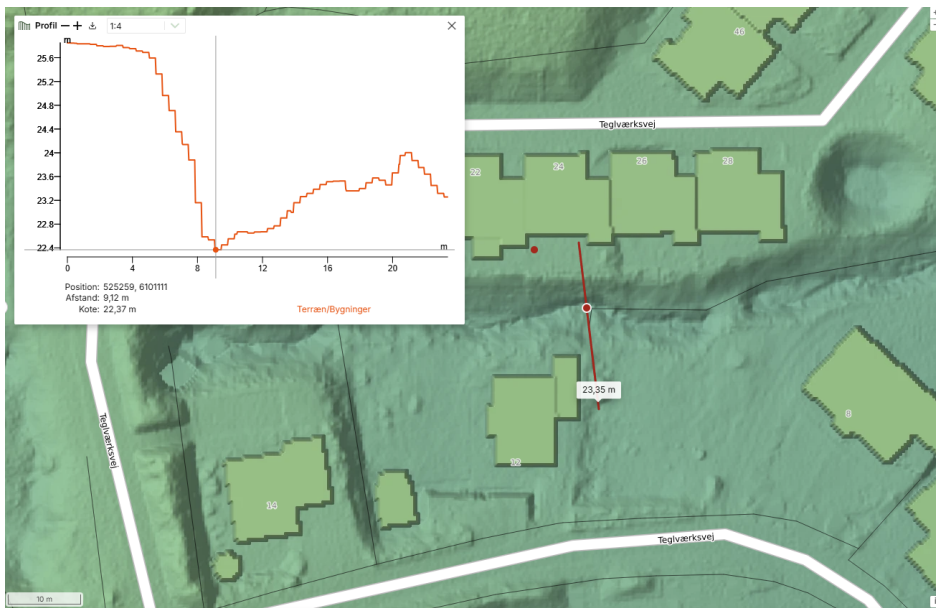 Profil 1:4
m
25.6
25.2
24.8
24.4
24
23.6
23.2
22.8
22.4
m
0 4 8 12 16 20
Position: 525259, 6101111
Afstand: 9,12 m
Kote: 22,37 m
Terræn/Bygninger
46
Teglværksvej
22 24 26 28
23,35 m
Teglværksvej
8
12
14
Teglværksvej
10 m